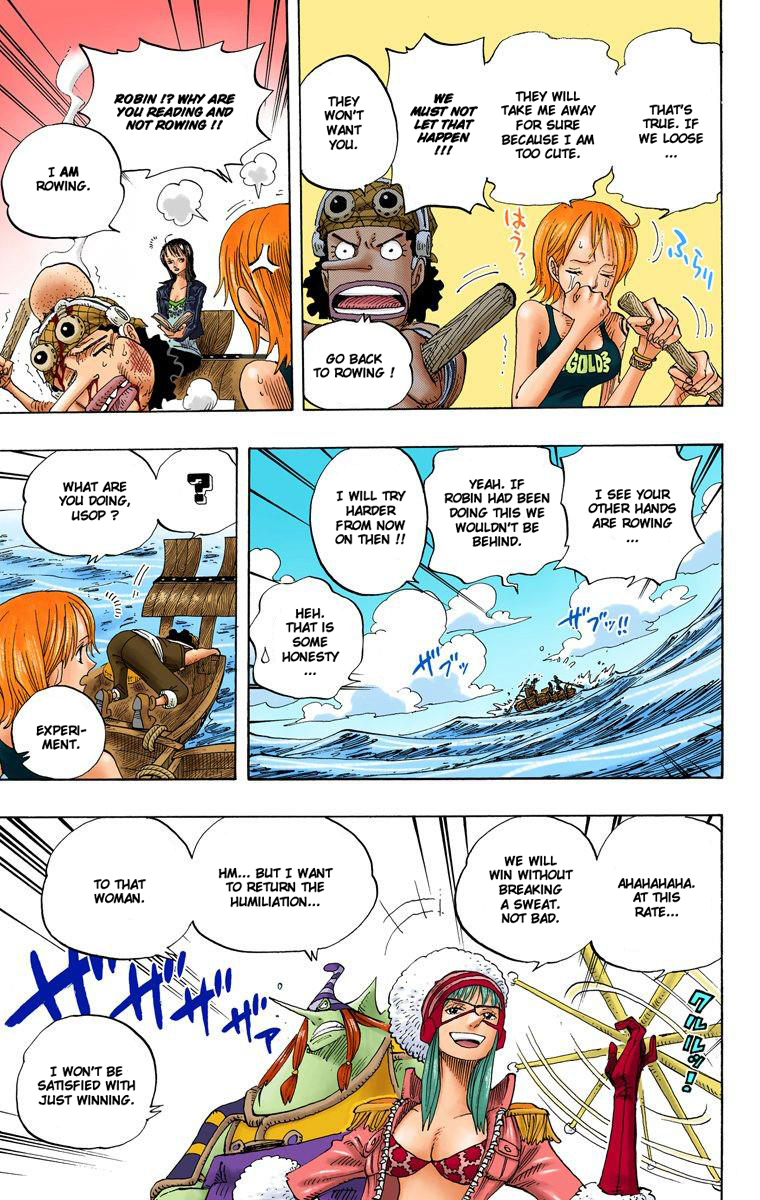 THAT'S
TRUE. IF
WE LOOSE
...
THEY WILL
TAKE ME AWAY
FOR SURE
BECAUSE I AM
TOO CUTE.
WE
MUST NOT
LET THAT
HAPPEN
!!!
THEY
WON'T
WANT
YOU.
ふらり
はうっ…
GOLD
GO BACK
TO ROWING !
ROBIN !? WHY ARE
YOU READING AND
NOT ROWING !!
I AM
ROWING.
I SEE YOUR
OTHER HANDS
ARE ROWING
...
YEAH. IF
ROBIN HAD BEEN
DOING THIS WE
WOULDN'T BE
BEHIND.
I WILL TRY
HARDER
FROM NOW
ON THEN !!
HEH.
THAT IS
SOME
HONESTY
...
ザブッ!!
ザブッ
?
WHAT ARE
YOU DOING,
USOP ?
EXPERI-
MENT.
AHAHAHAHA.
AT THIS
RATE...
WE WILL
WIN WITHOUT
BREAKING
A SWEAT.
NOT BAD.
HM... BUT I WANT
TO RETURN THE
HUMILIATION...
TO THAT
WOMAN.
クルルルッ!
ザザザザァ
I WON'T BE
SATISFIED WITH
JUST WINNING.